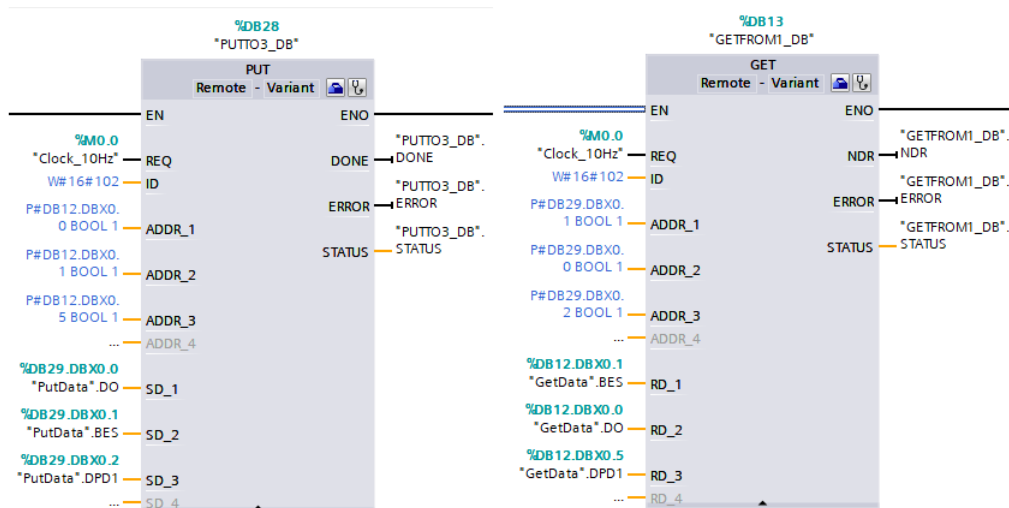 %DB28
"PUTTO3_DB"
PUT
Remote - Variant
EN
ENO
%M0.0
"Clock_10Hz"
REQ
"PUTTO3_DB".
DONE
DONE
W#16#102
ID
"PUTTO3_DB".
ERROR
ERROR
P#DB12.DBX0.
0 BOOL 1
ADDR_1
"PUTTO3_DB".
STATUS
STATUS
P#DB12.DBX0.
1 BOOL 1
ADDR_2
P#DB12.DBX0.
5 BOOL 1
ADDR_3
...
ADDR_4
%DB29.DBX0.0
"PutData".DO
SD_1
%DB29.DBX0.1
"PutData".BES
SD_2
%DB29.DBX0.2
"PutData".DPD1
SD_3
...
SD_4
%DB13
"GETFROM1_DB"
GET
Remote - Variant
EN
ENO
%M0.0
"Clock_10Hz"
REQ
"GETFROM1_DB".
NDR
NDR
W#16#102
ID
"GETFROM1_DB".
ERROR
ERROR
P#DB29.DBX0.
1 BOOL 1
ADDR_1
"GETFROM1_DB".
STATUS
STATUS
P#DB29.DBX0.
0 BOOL 1
ADDR_2
P#DB29.DBX0.
2 BOOL 1
ADDR_3
...
ADDR_4
%DB12.DBX0.1
"GetData".BES
RD_1
%DB12.DBX0.0
"GetData".DO
RD_2
%DB12.DBX0.5
"GetData".DPD1
RD_3
...
RD_4